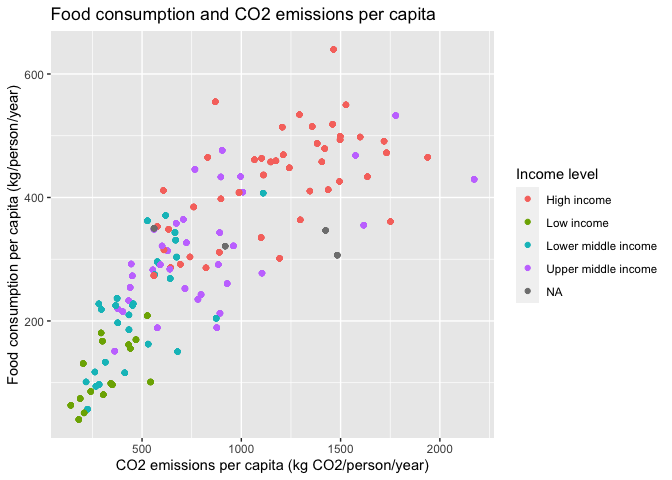 Food consumption and CO2 emissions per capita
Food consumption per capita (kg/person/year)
600
400
200
500
1000
1500
2000
CO2 emissions per capita (kg CO2/person/year)
Income level
High income
Low income
Lower middle income
Upper middle income
NA